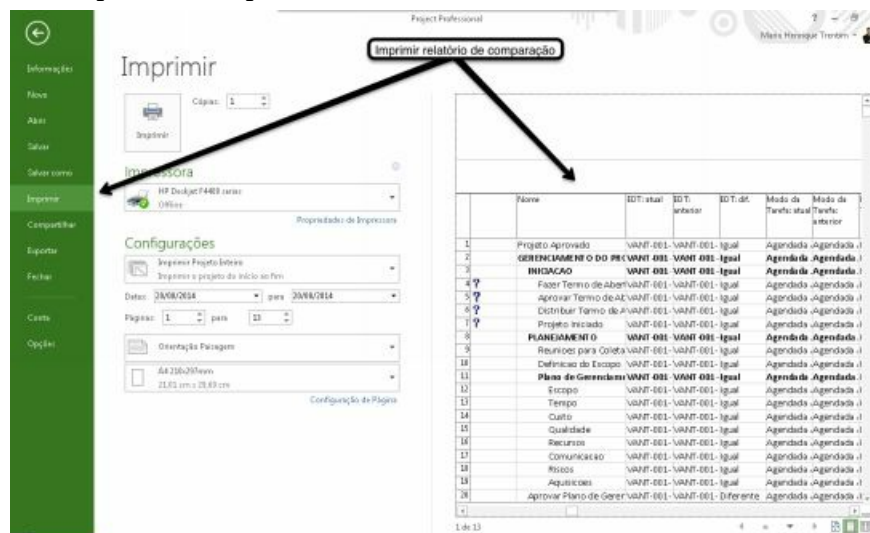 Project Professional
? - 
Mario Henrique Trentim
Imprimir relatório de comparação
Informações
Novo
Abrir
Salvar
Salvar como
Imprimir
Compartilhar
Exportar
Fechar
Conta
Opções
Imprimir
Cópias: 1
Imprimir
Impressora
HP Deskjet F4400 series
Offline
Propriedades da Impressora
Configurações
Imprimir Projeto Inteiro
Imprimir o projeto do início ao fim
Datas: 20/08/2014 para 20/08/2014
Páginas: 1 para 13
Orientação Paisagem
A4 210x297mm
21,01 cm x 29,69 cm
Configuração de Página
Nome EDT: atual EDT: anterior EDT: dif. Modo da Tarefa: atual Modo da Tarefa: anterior
1 Projeto Aprovado VANT-001- VANT-001- Igual Agendada Agendada
2 GERENCIAMENTO DO PR VANT-001 VANT-001- Igual Agendada Agendada
3 INICIACAO VANT-001 VANT-001- Igual Agendada Agendada
4 ? Fazer Termo de Aber VANT-001- VANT-001- Igual Agendada Agendada
5 ? Aprovar Termo de Ab VANT-001- VANT-001- Igual Agendada Agendada
6 ? Distribuir Termo de A VANT-001- VANT-001- Igual Agendada Agendada
7 ? Projeto Iniciado VANT-001- VANT-001- Igual Agendada Agendada
8 PLANEJAMENTO VANT-001 VANT-001- Igual Agendada Agendada
9 Reunioes para Coleta VANT-001- VANT-001- Igual Agendada Agendada
10 Definicao do Escopo VANT-001- VANT-001- Igual Agendada Agendada
11 Plano de Gerenciame VANT-001 VANT-001- Igual Agendada Agendada
12 Escopo VANT-001- VANT-001- Igual Agendada Agendada
13 Tempo VANT-001- VANT-001- Igual Agendada Agendada
14 Custo VANT-001- VANT-001- Igual Agendada Agendada
15 Qualidade VANT-001- VANT-001- Igual Agendada Agendada
16 Recursos VANT-001- VANT-001- Igual Agendada Agendada
17 Comunicacao VANT-001- VANT-001- Igual Agendada Agendada
18 Riscos VANT-001- VANT-001- Igual Agendada Agendada
19 Aquisicoes VANT-001- VANT-001- Igual Agendada Agendada
20 Aprovar Plano de Geren VANT-001- VANT-001- Diferente Agendada Agendada
1 de 13